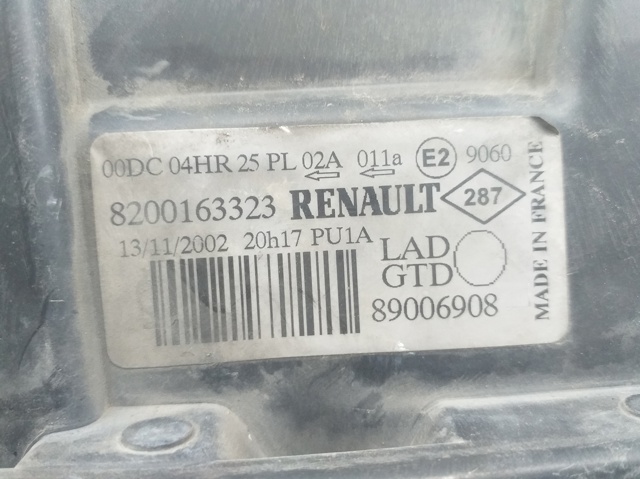 00DC 04HR 25 PL 02A 011a E2 9060
8200163323 RENAULT 287
13/11/2002 20h17 PU1A
LAD
GTD
89006908
MADE IN FRANCE